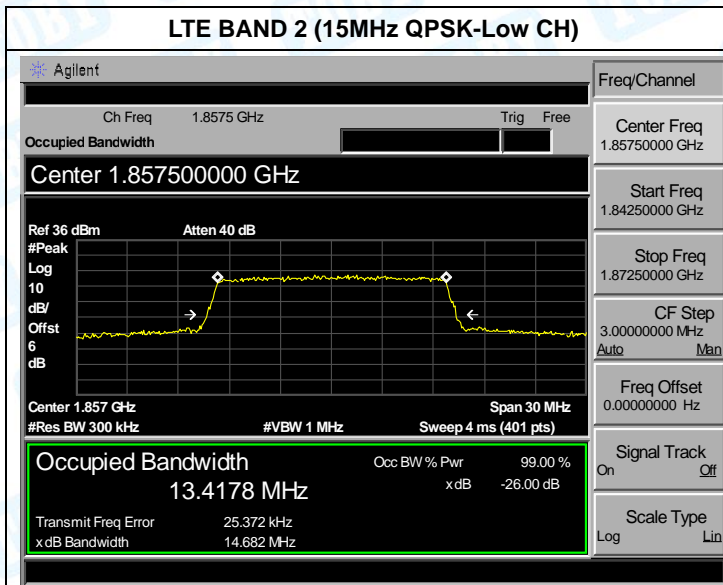 LTE BAND 2 (15MHz QPSK-Low CH)
Agilent
Freq/Channel
Ch Freq 1.8575 GHz Trig Free
Occupied Bandwidth
Center 1.857500000 GHz
Ref 36 dBm Atten 40 dB
#Peak
Log
10
dB/
Offst
6
dB
Center 1.857 GHz Span 30 MHz
#Res BW 300 kHz #VBW 1 MHz Sweep 4 ms (401 pts)
Occupied Bandwidth Occ BW % Pwr 99.00 %
13.4178 MHz x dB -26.00 dB
Transmit Freq Error 25.372 kHz
x dB Bandwidth 14.682 MHz
Center Freq
1.85750000 GHz
Start Freq
1.84250000 GHz
Stop Freq
1.87250000 GHz
CF Step
3.00000000 MHz
Auto Man
Freq Offset
0.00000000 Hz
Signal Track
On Off
Scale Type
Log Lin